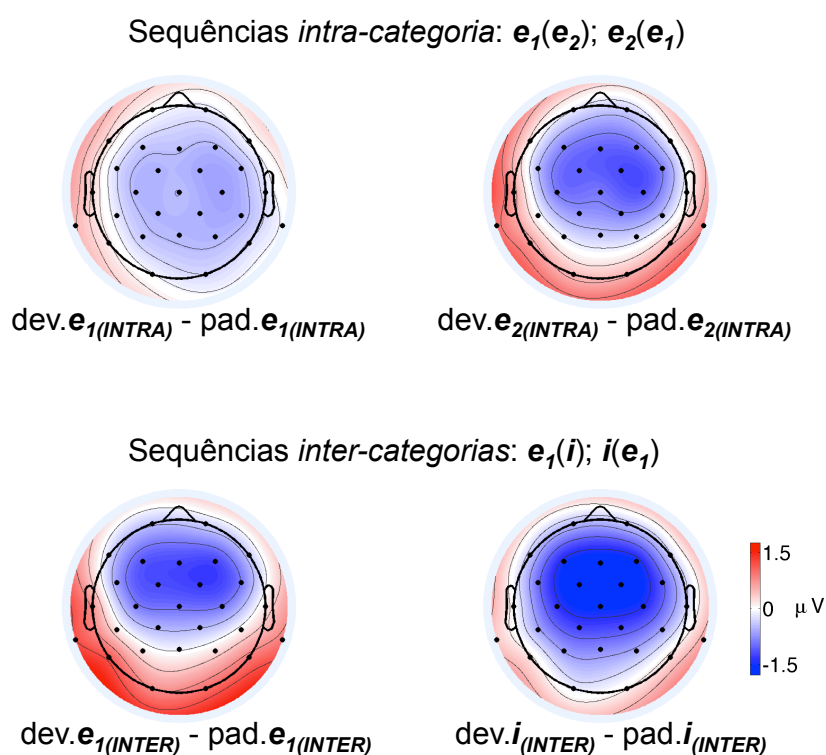 Sequências intra-categoria: e1(e2); e2(e1)
dev.e1(INTRA) - pad.e1(INTRA)
dev.e2(INTRA) - pad.e2(INTRA)
Sequências inter-categorias: e1(i); i(e1)
1.5
0
μ V
-1.5
dev.e1(INTER) - pad.e1(INTER)
dev.i(INTER) - pad.i(INTER)